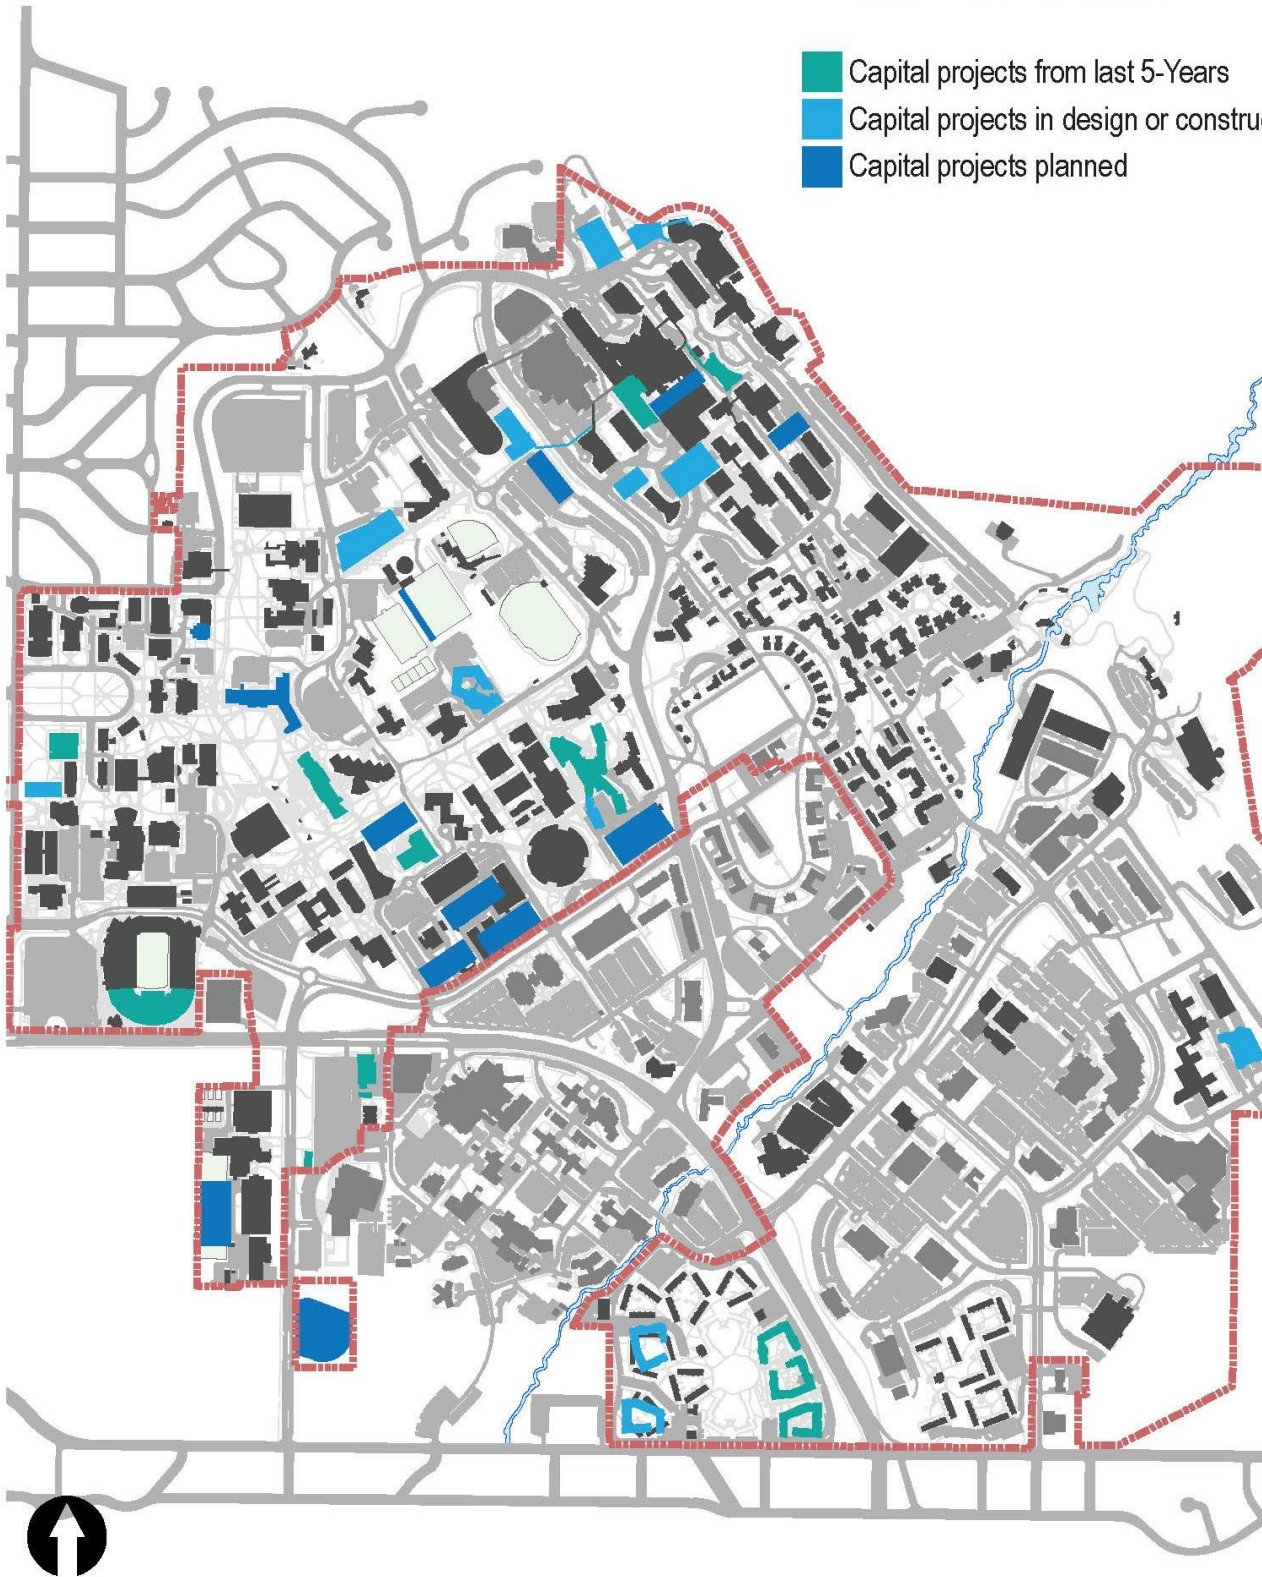 Capital projects from last 5-Years
Capital projects in design or constru
Capital projects planned